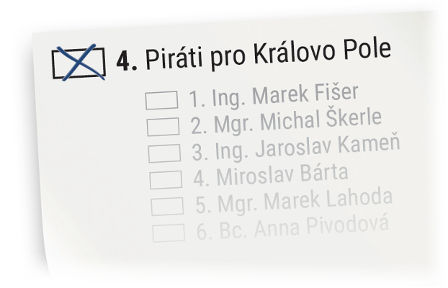 4. Piráti pro Královo Pole
1. Ing. Marek Fišer
2. Mgr. Michal Škerle
3. Ing. Jaroslav Kameň
4. Miroslav Bárta
5. Mgr. Marek Lahoda
6. Bc. Anna Pivodová